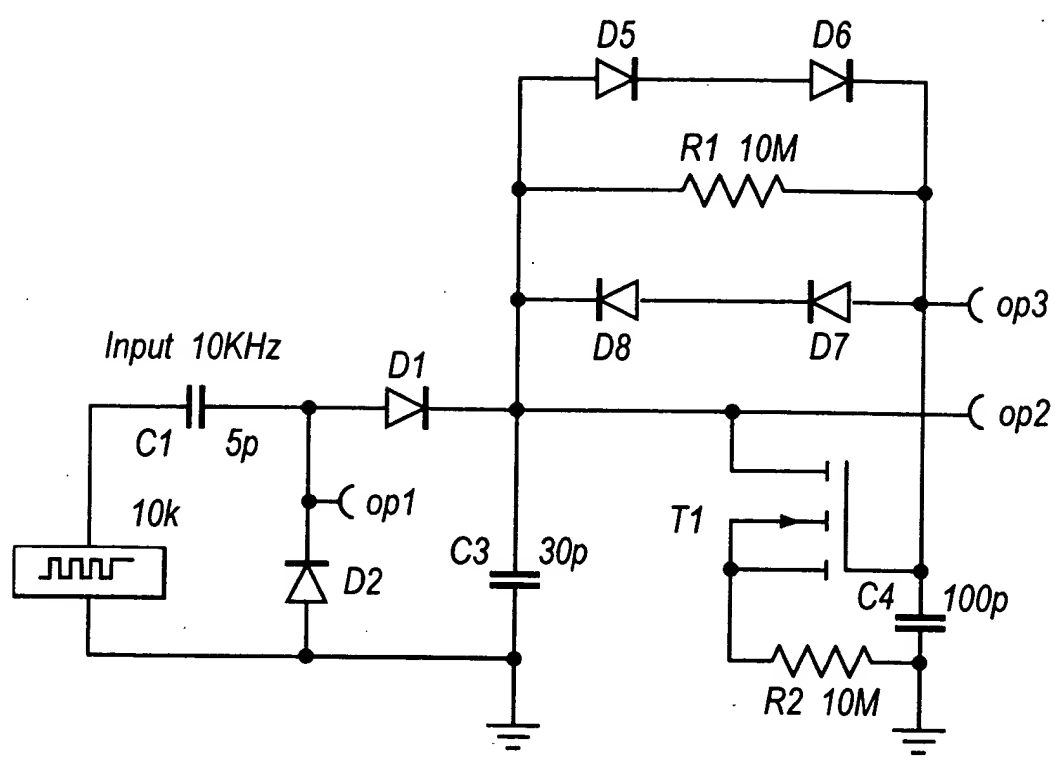 D5
D6
R1 10M
D8
D7
op3
Input 10KHz
D1
C1 5p
op2
op1
10k
T1
C3 30p
D2
C4 100p
R2 10M